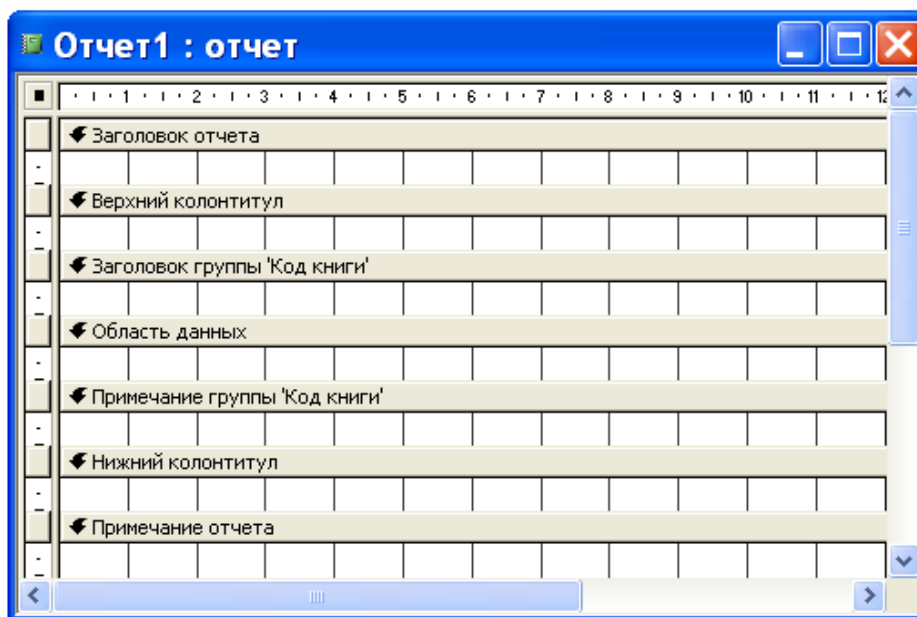 Отчет1 : отчет
1 2 3 4 5 6 7 8 9 10 11 12
Заголовок отчета
Верхний колонтитул
Заголовок группы 'Код книги'
Область данных
Примечание группы 'Код книги'
Нижний колонтитул
Примечание отчета